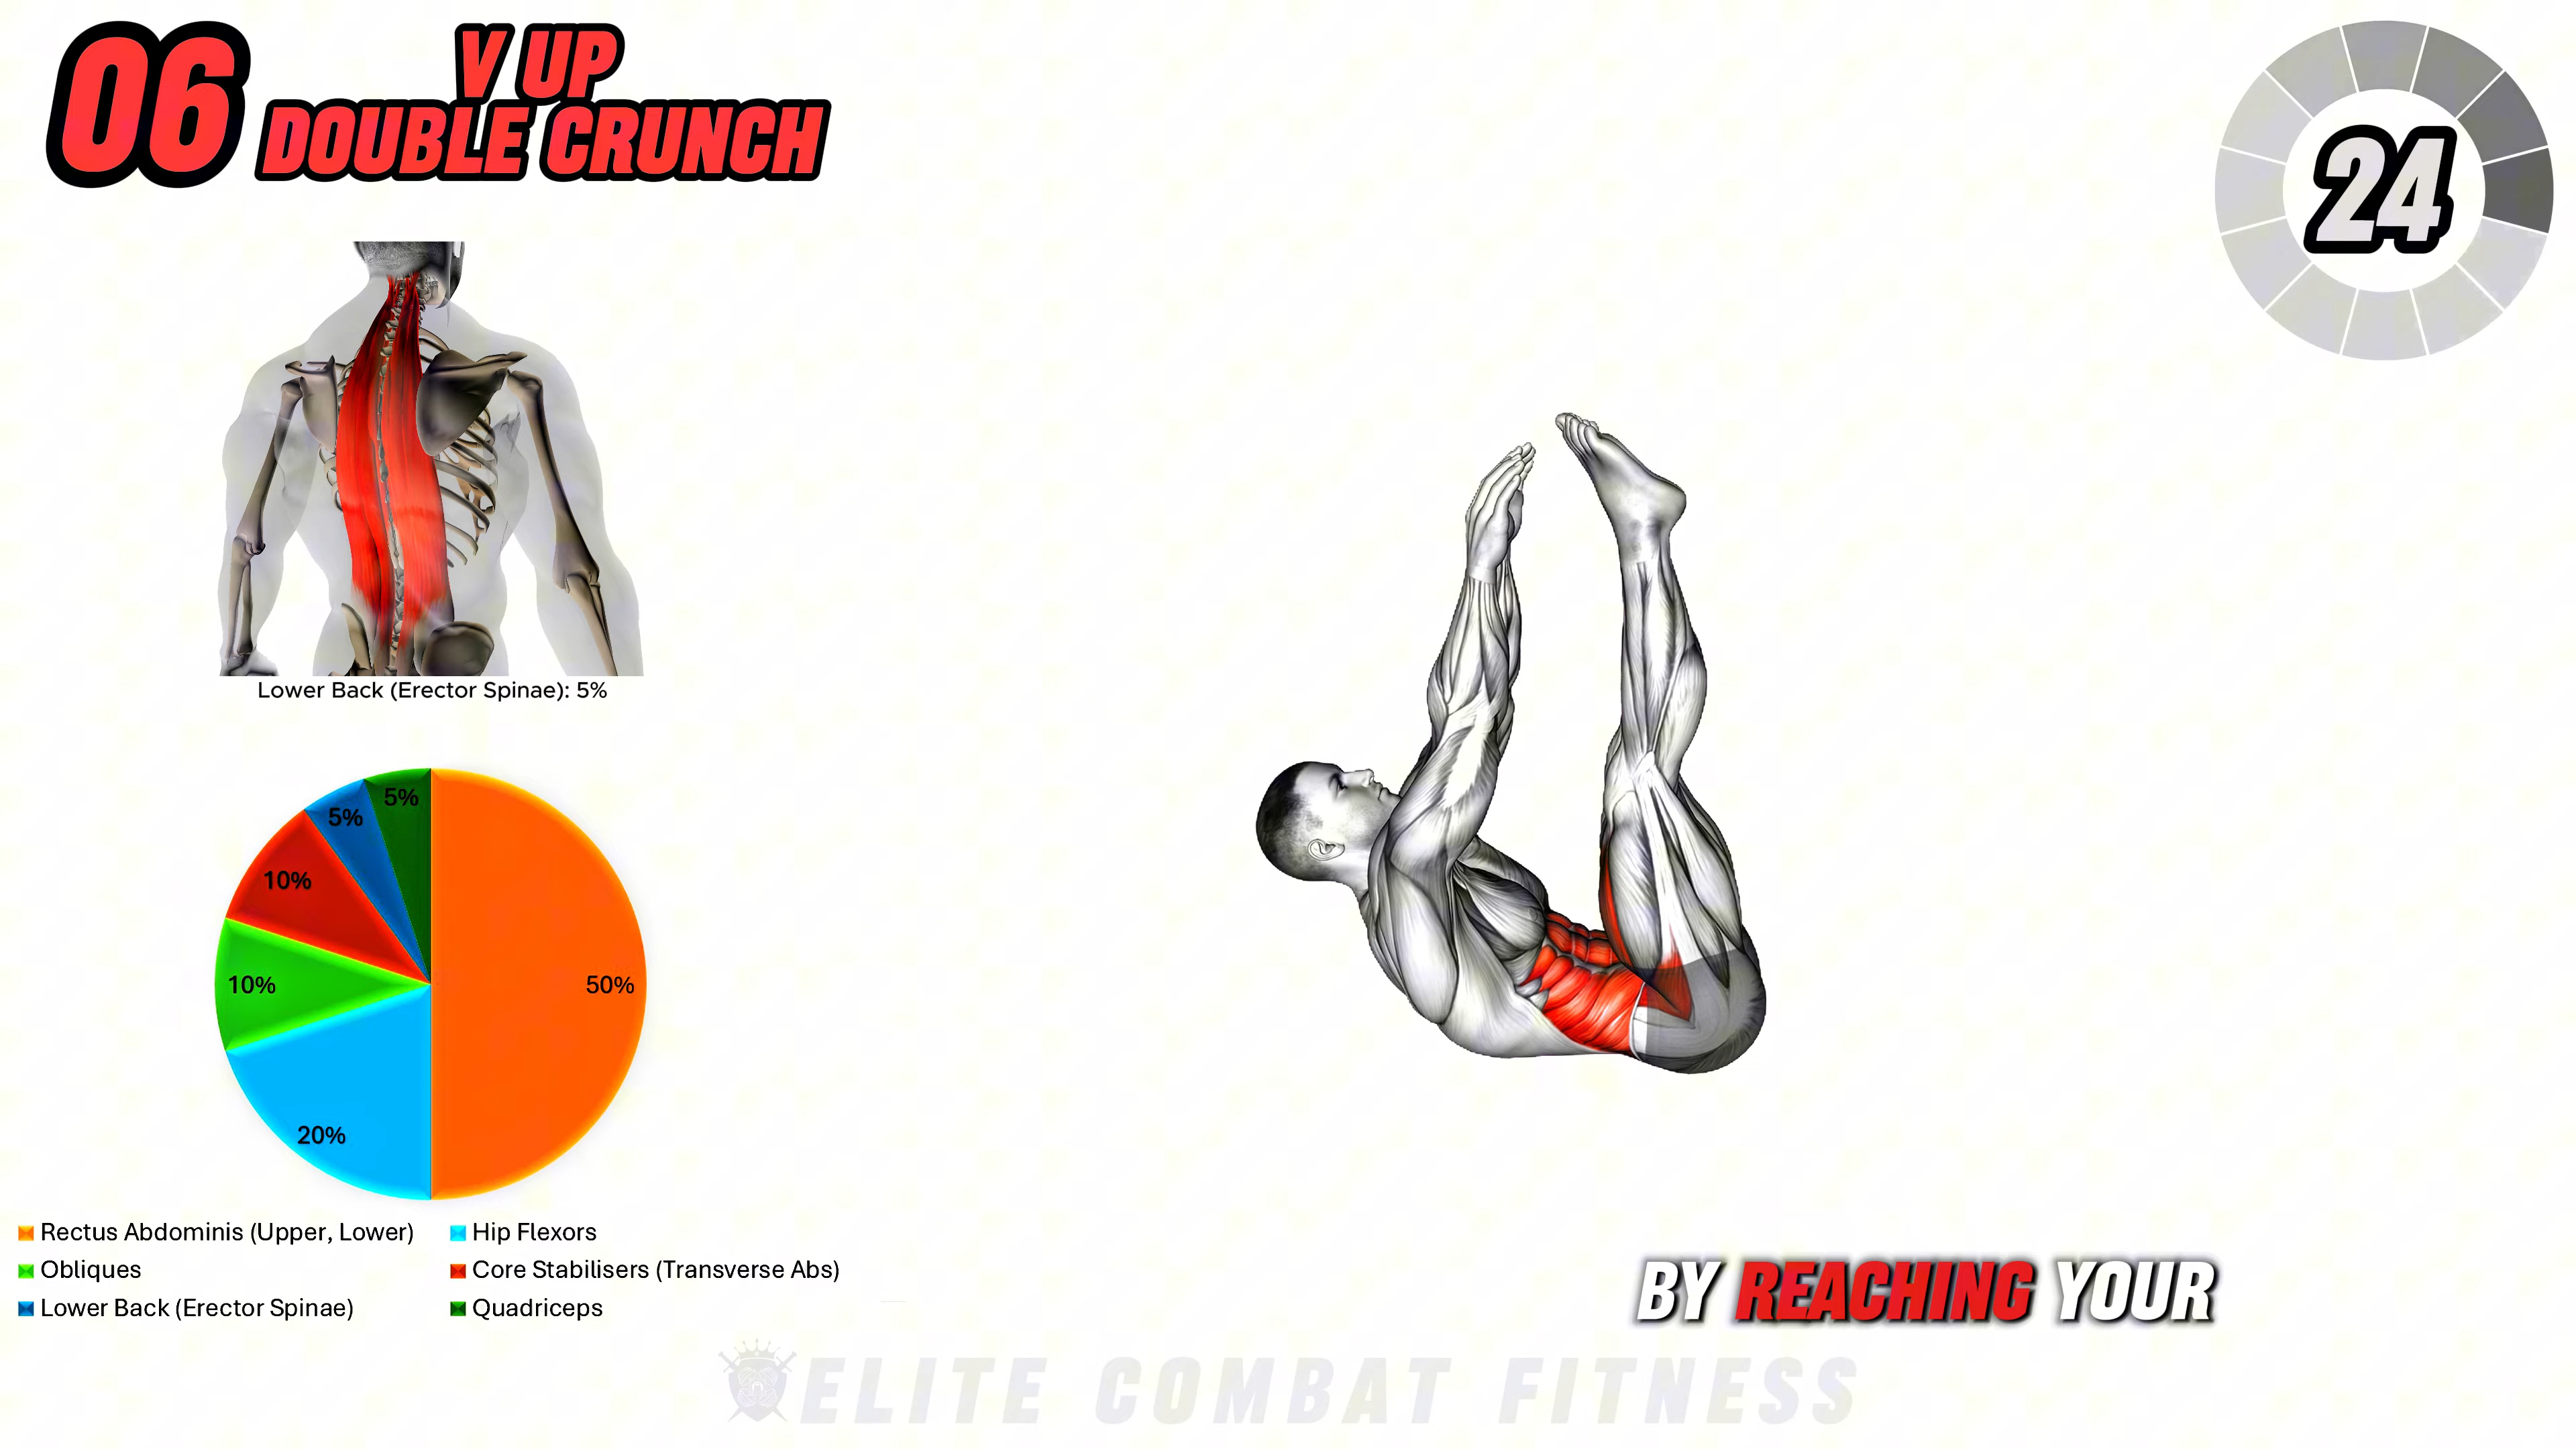 06
V UP
DOUBLE CRUNCH
24
Lower Back (Erector Spinae): 5%
5%
5%
10%
10%
50%
20%
Rectus Abdominis (Upper, Lower)
Hip Flexors
Obliques
Core Stabilisers (Transverse Abs)
Lower Back (Erector Spinae)
Quadriceps
BY REACHING YOUR
ELITE COMBAT FITNESS